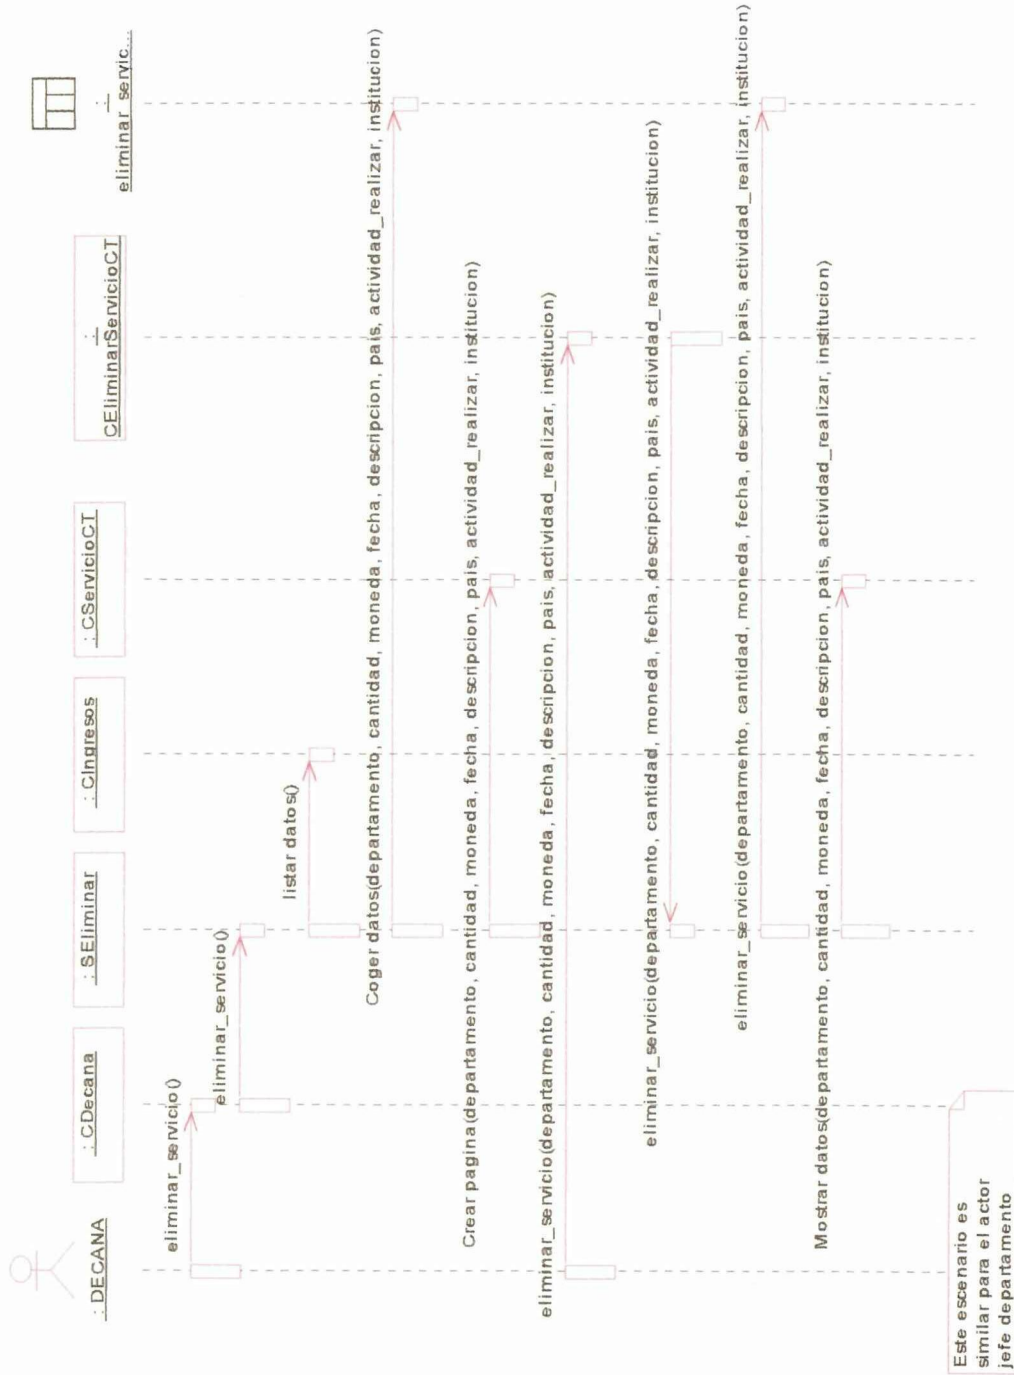 : DECANA
: CDecana
: SEliminar
: CIngresos
: CServicioCT
:
CEliminarServicioCT
:
eliminar servic...
eliminar_servicio()
eliminar_servicio()
listar datos()
Coger datos(departamento, cantidad, moneda, fecha, descripcion, pais, actividad_realizar, institucion)
Crear pagina(departamento, cantidad, moneda, fecha, descripcion, pais, actividad_realizar, institucion)
eliminar_servicio(departamento, cantidad, moneda, fecha, descripcion, pais, actividad_realizar, institucion)
eliminar_servicio(departamento, cantidad, moneda, fecha, descripcion, pais, actividad_realizar, institucion)
eliminar_servicio(departamento, cantidad, moneda, fecha, descripcion, pais, actividad_realizar, institucion)
Mostrar datos(departamento, cantidad, moneda, fecha, descripcion, pais, actividad_realizar, institucion)
Este escenario es
similar para el actor
jefe departamento